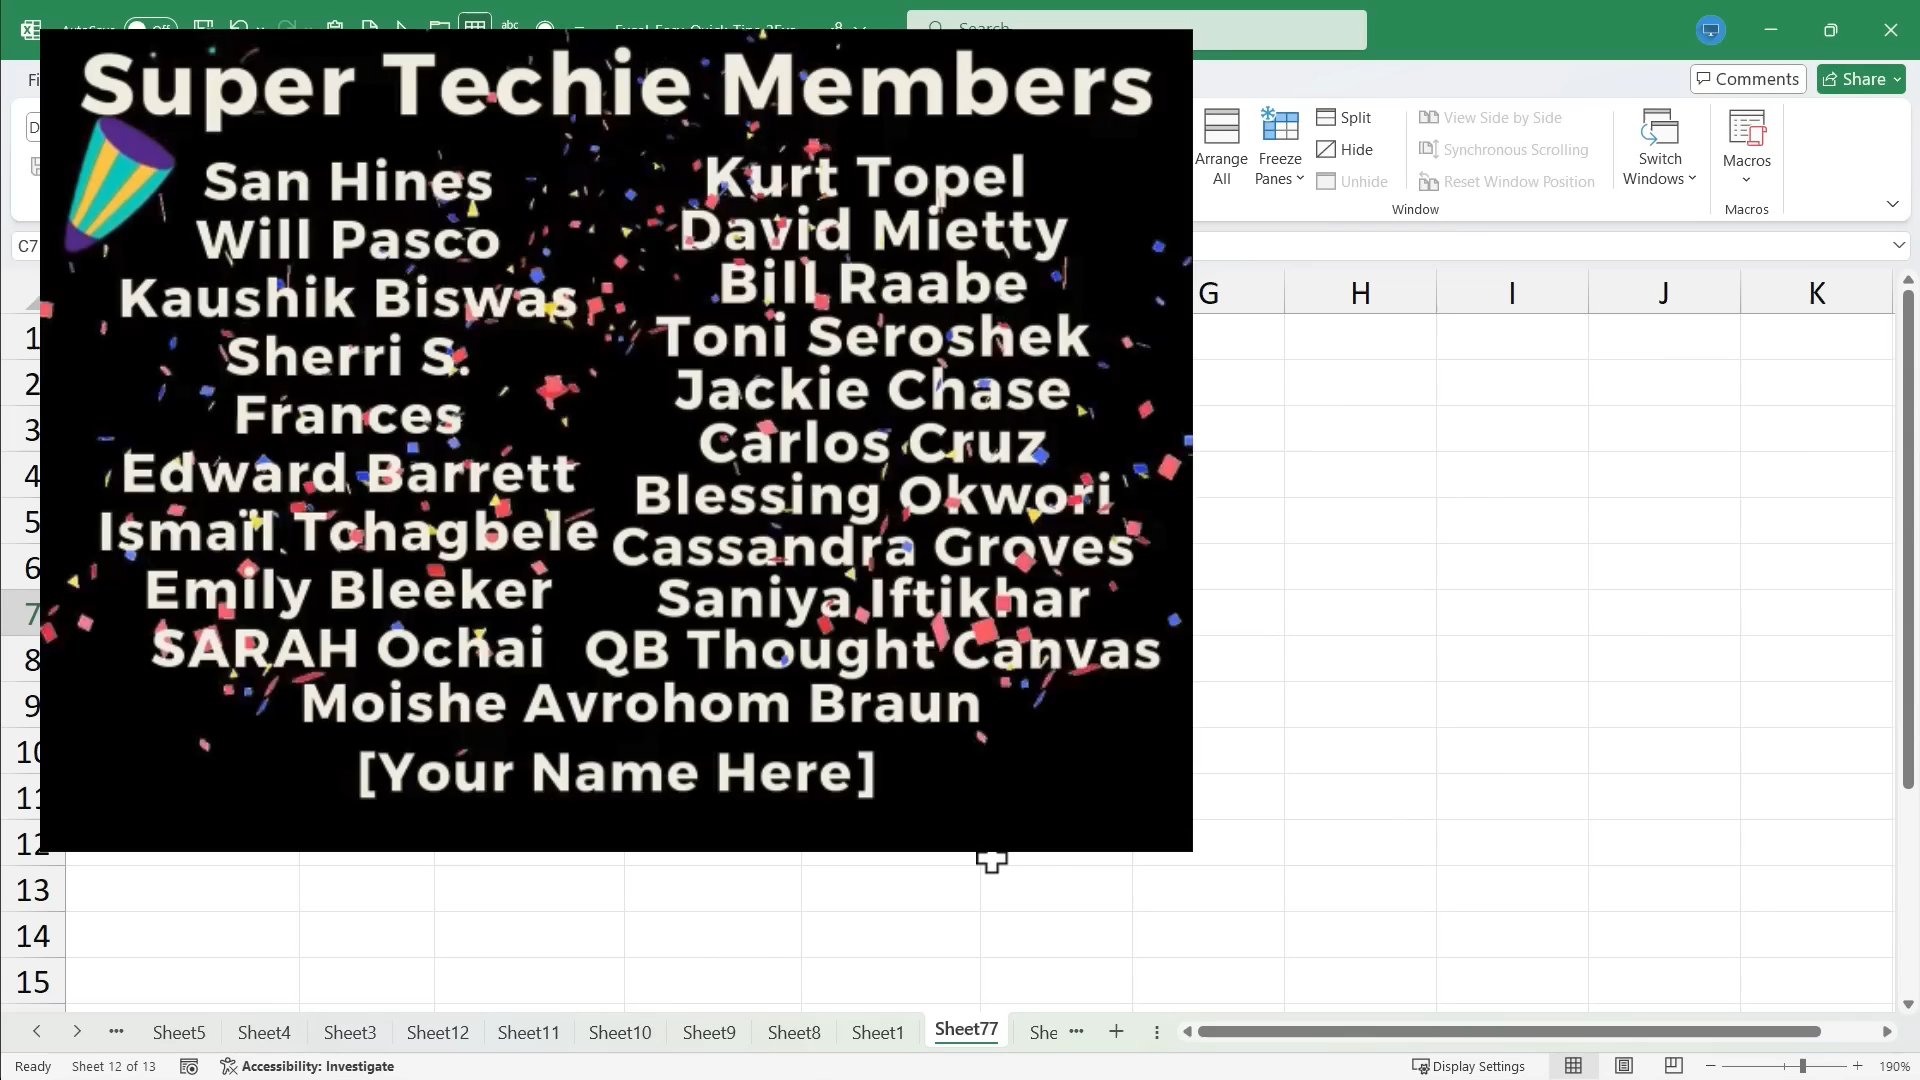 Super Techie Members
San Hines
Will Pasco
Kaushik Biswas
Sherri S.
Frances
Edward Barrett
Ismaïl Tchagbele
Emily Bleeker
SARAH Ochai
Kurt Topel
David Mietty
Bill Raabe
Toni Seroshek
Jackie Chase
Carlos Cruz
Blessing Okwori
Cassandra Groves
Saniya Iftikhar
QB Thought Canvas
Moishe Avrohom Braun
[Your Name Here]
Search
Comments
Share
Arrange All
Freeze Panes
Split
Hide
Unhide
View Side by Side
Synchronous Scrolling
Reset Window Position
Switch Windows
Macros
Window
Macros
C7
G H I J K
1
2
3
4
5
6
7
8
9
10
11
12
13
14
15
Sheet5 Sheet4 Sheet3 Sheet12 Sheet11 Sheet10 Sheet9 Sheet8 Sheet1 Sheet77 She
Ready Sheet 12 of 13 Accessibility: Investigate Display Settings 190%